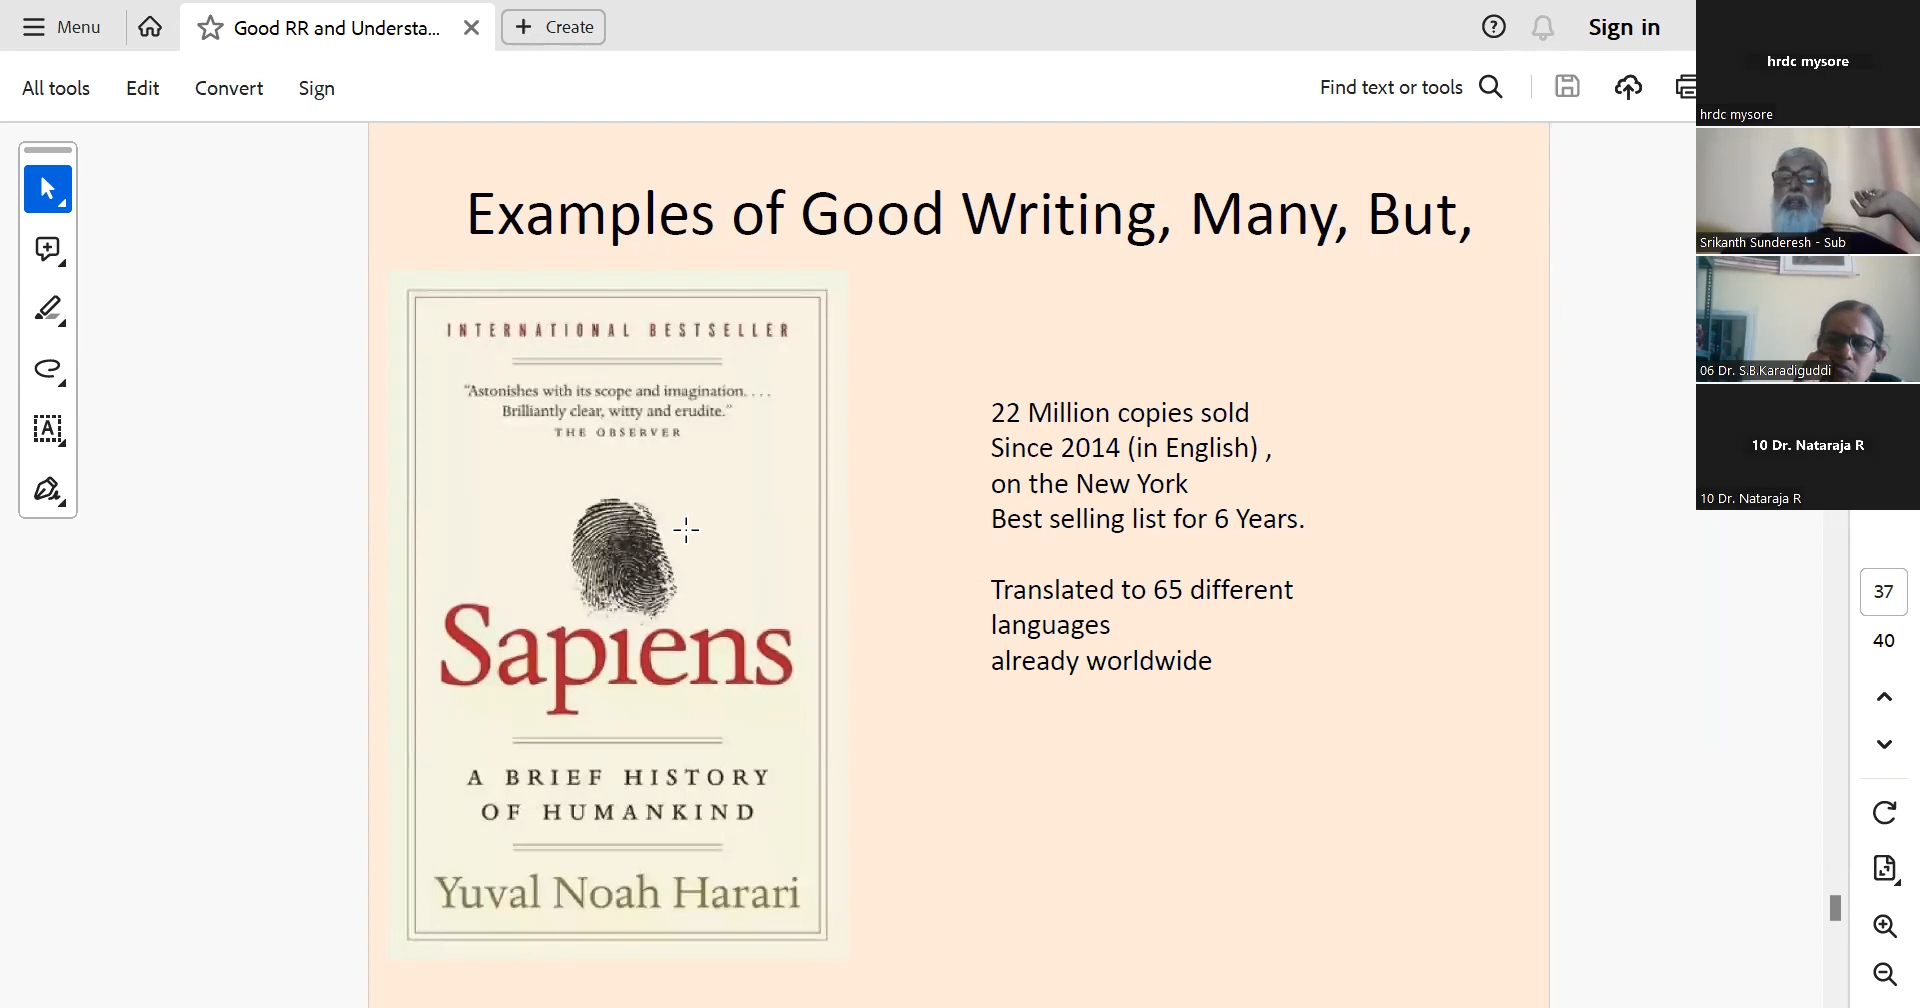 Menu
Good RR and Understa...
Create
Sign in
All tools
Edit
Convert
Sign
Find text or tools
Examples of Good Writing, Many, But,
INTERNATIONAL BESTSELLER
"Astonishes with its scope and imagination. . . .
Brilliantly clear, witty and erudite."
THE OBSERVER
Sapiens
A BRIEF HISTORY
OF HUMANKIND
Yuval Noah Harari
22 Million copies sold
Since 2014 (in English) ,
on the New York
Best selling list for 6 Years.
Translated to 65 different
languages
already worldwide
hrdc mysore
hrdc mysore
Srikanth Sunderesh - Sub
06 Dr. S.B.Karadiguddi
10 Dr. Nataraja R
10 Dr. Nataraja R
37
40